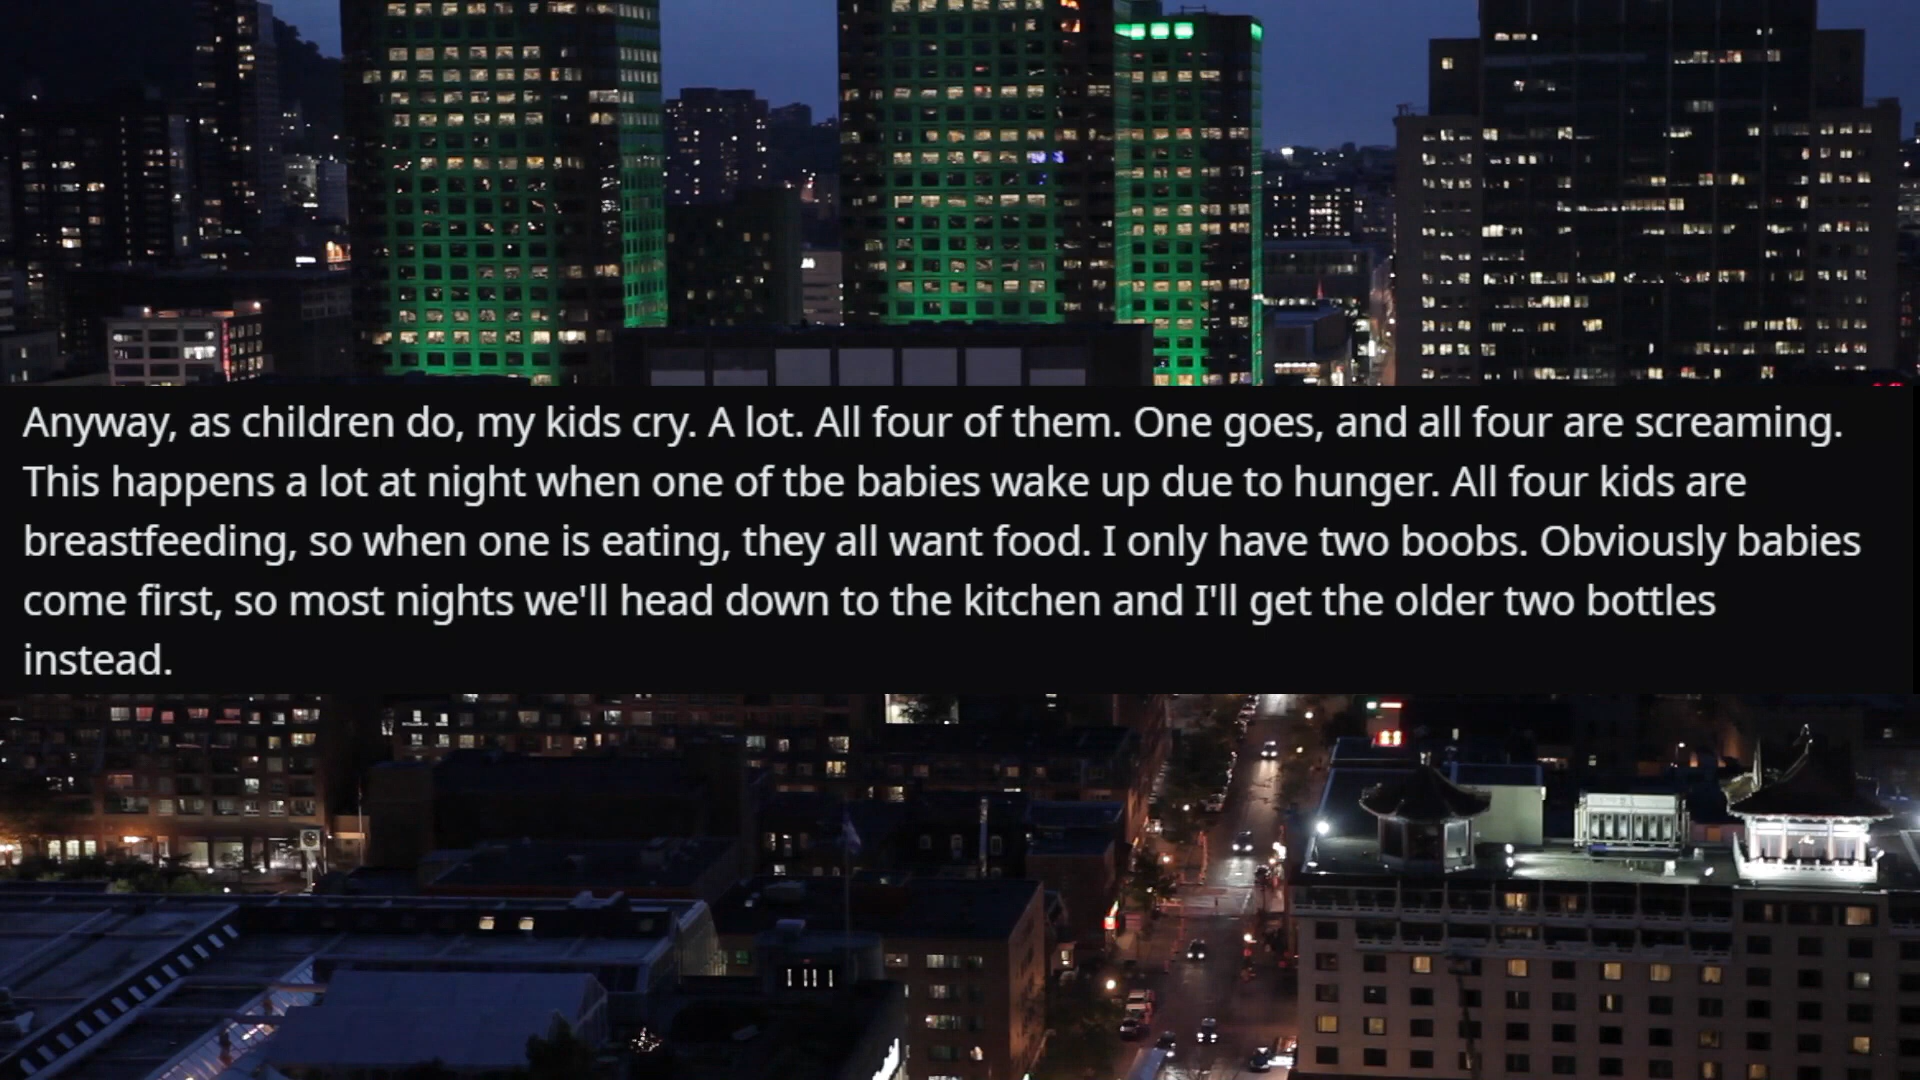 Anyway, as children do, my kids cry. A lot. All four of them. One goes, and all four are screaming.
This happens a lot at night when one of tbe babies wake up due to hunger. All four kids are
breastfeeding, so when one is eating, they all want food. I only have two boobs. Obviously babies
come first, so most nights we'll head down to the kitchen and I'll get the older two bottles
instead.